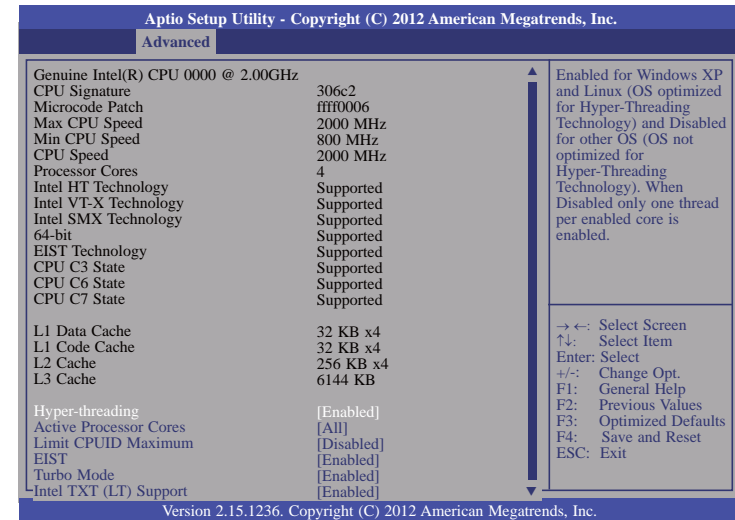 Aptio Setup Utility - Copyright (C) 2012 American Megatrends, Inc.
Advanced
Genuine Intel(R) CPU 0000 @ 2.00GHz
CPU Signature 306c2
Microcode Patch ffff0006
Max CPU Speed 2000 MHz
Min CPU Speed 800 MHz
CPU Speed 2000 MHz
Processor Cores 4
Intel HT Technology Supported
Intel VT-X Technology Supported
Intel SMX Technology Supported
64-bit Supported
EIST Technology Supported
CPU C3 State Supported
CPU C6 State Supported
CPU C7 State Supported
L1 Data Cache 32 KB x4
L1 Code Cache 32 KB x4
L2 Cache 256 KB x4
L3 Cache 6144 KB
Hyper-threading [Enabled]
Active Processor Cores [All]
Limit CPUID Maximum [Disabled]
EIST [Enabled]
Turbo Mode [Enabled]
Intel TXT (LT) Support [Enabled]
Enabled for Windows XP
and Linux (OS optimized
for Hyper-Threading
Technology) and Disabled
for other OS (OS not
optimized for
Hyper-Threading
Technology). When
Disabled only one thread
per enabled core is
enabled.
→ ←: Select Screen
↑↓: Select Item
Enter: Select
+/-: Change Opt.
F1: General Help
F2: Previous Values
F3: Optimized Defaults
F4: Save and Reset
ESC: Exit
Version 2.15.1236. Copyright (C) 2012 American Megatrends, Inc.